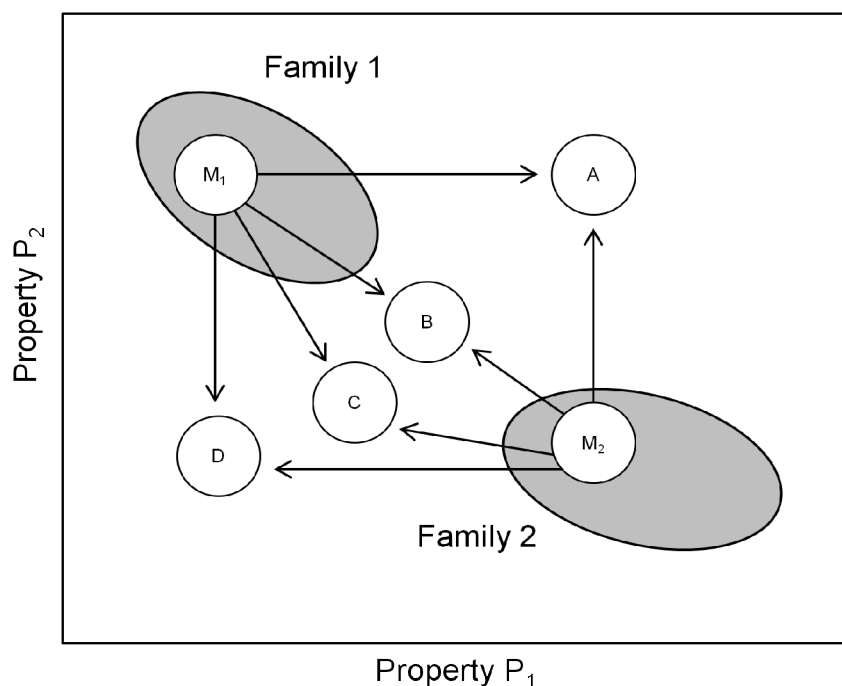 Family 1
M₁
A
B
C
M₂
D
Family 2
Property P₂
Property P₁